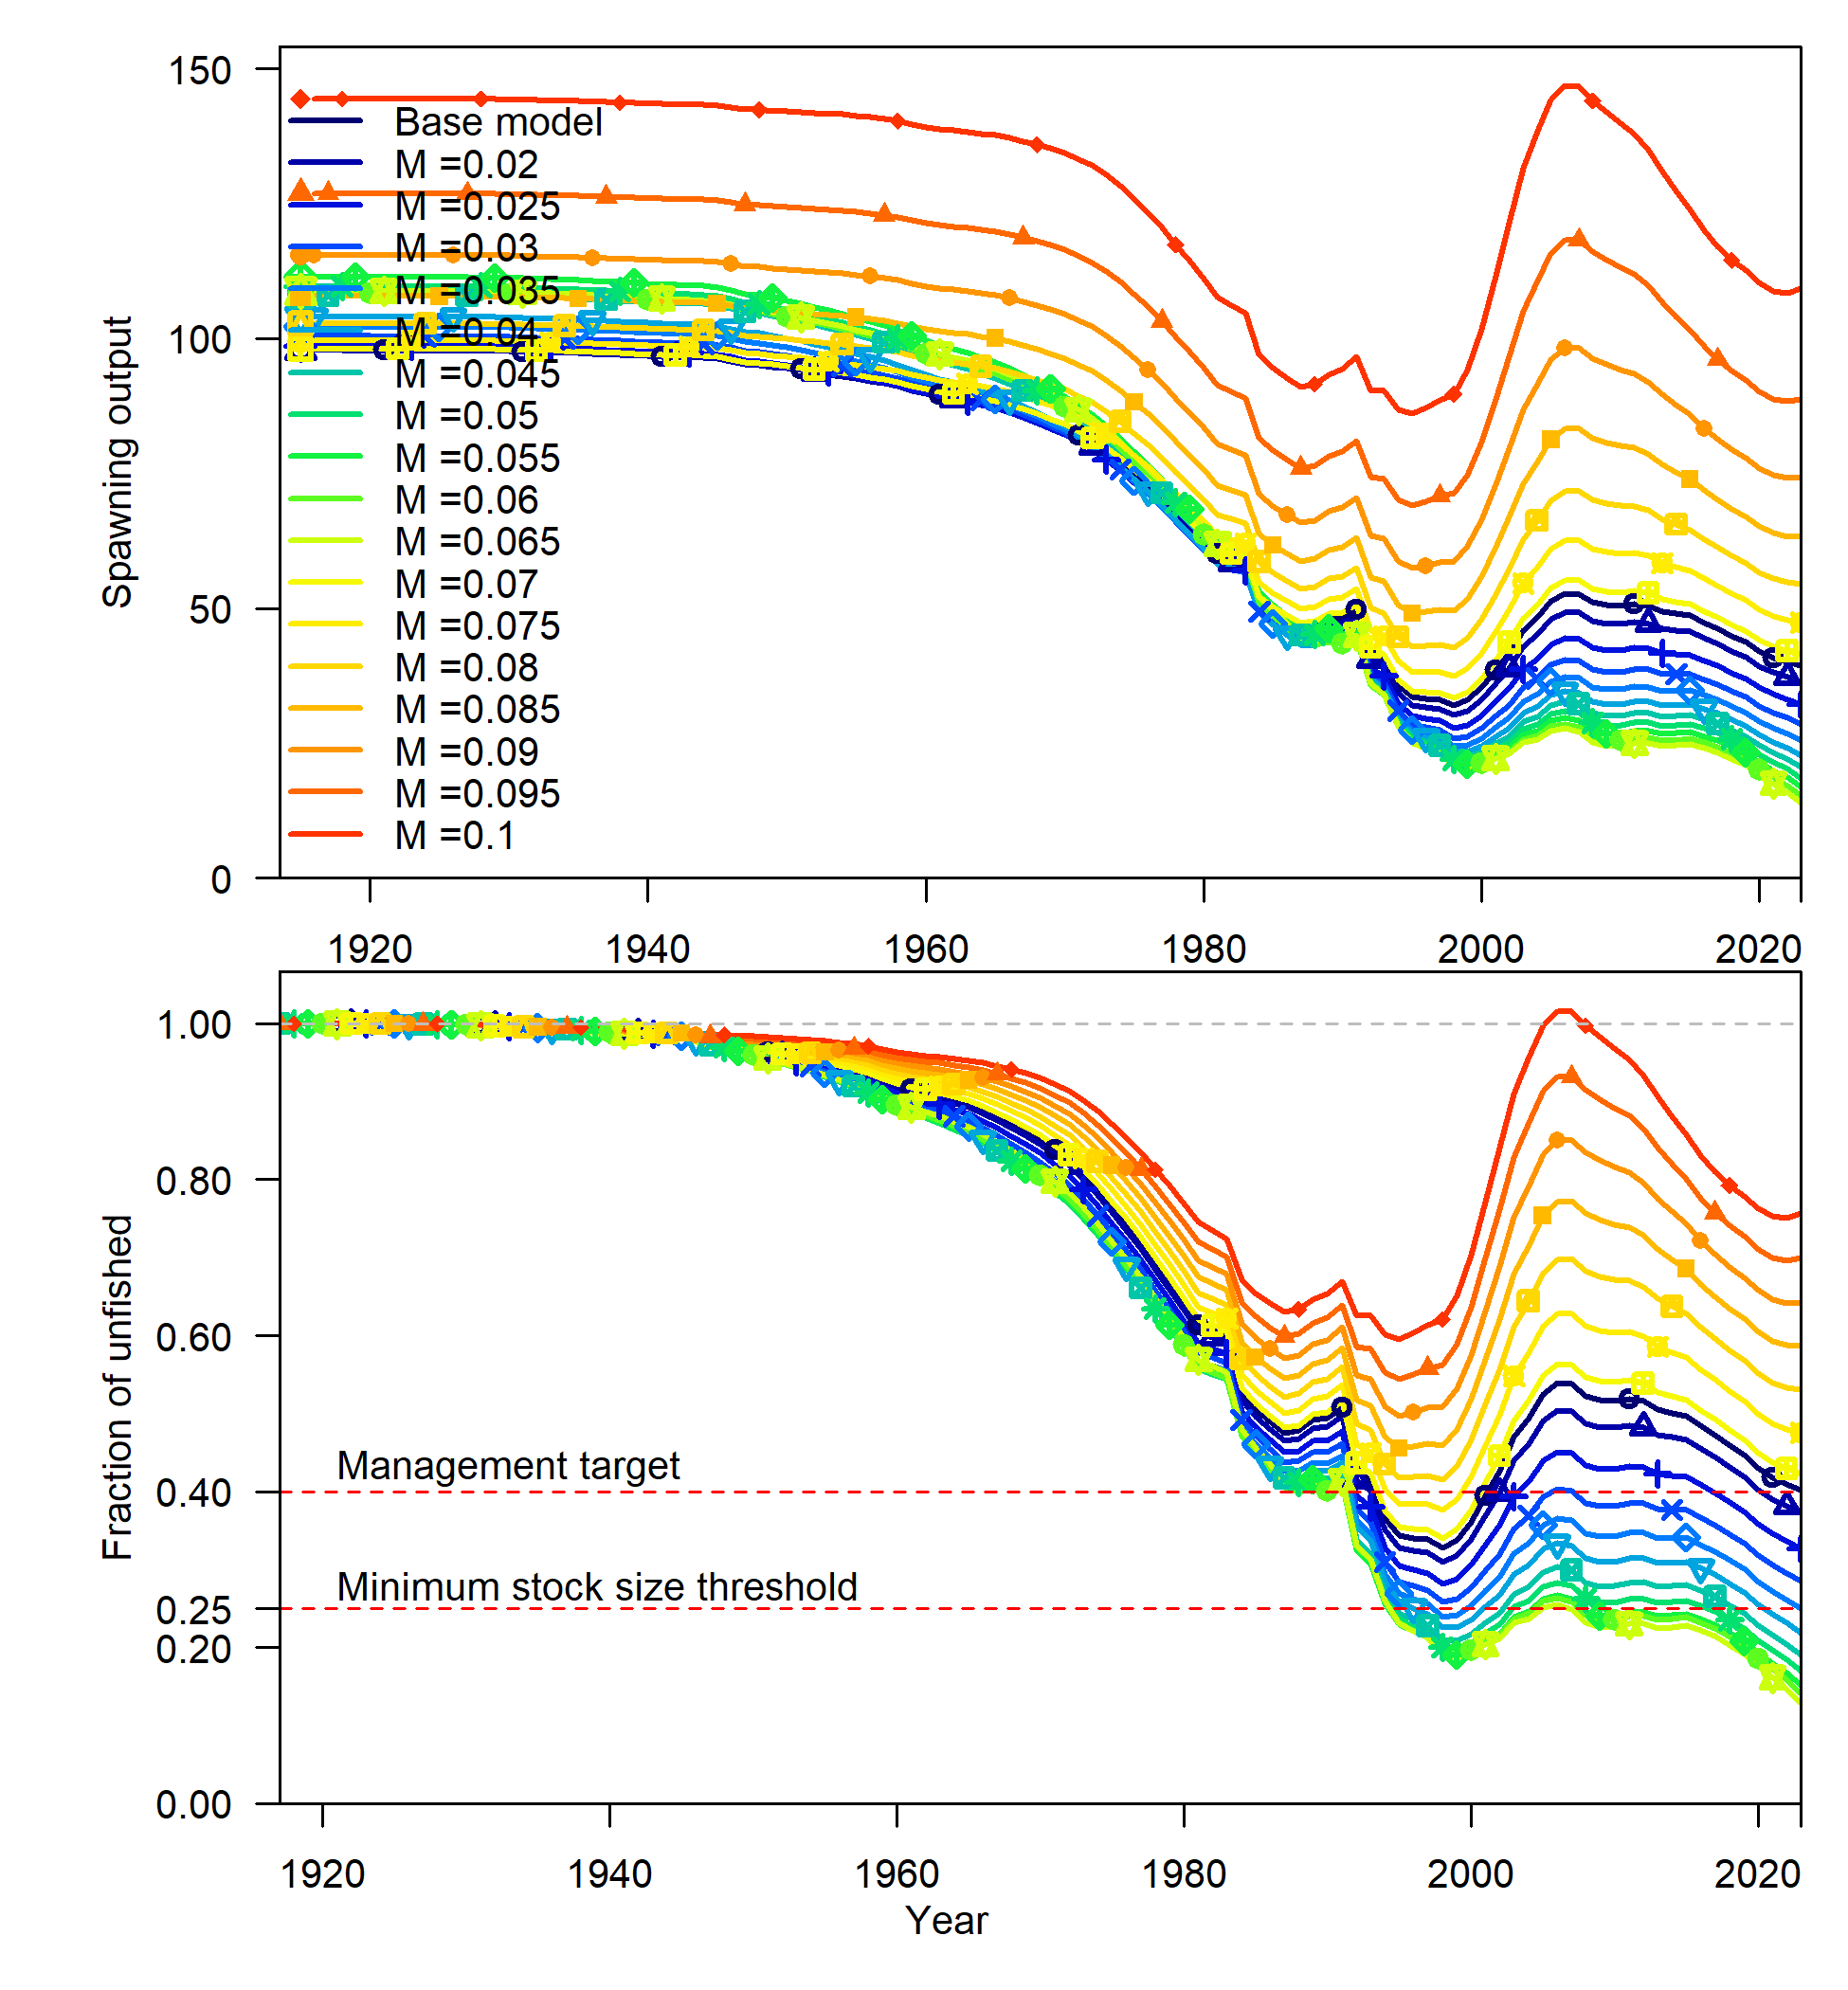 150
100
50
0
Spawning output
Base model
M =0.02
M =0.025
M =0.03
M =0.035
M =0.04
M =0.045
M =0.05
M =0.055
M =0.06
M =0.065
M =0.07
M =0.075
M =0.08
M =0.085
M =0.09
M =0.095
M =0.1
1920 1940 1960 1980 2000 2020
1.00
0.80
0.60
0.40
0.25
0.20
0.00
Fraction of unfished
Management target
Minimum stock size threshold
1920 1940 1960 1980 2000 2020
Year